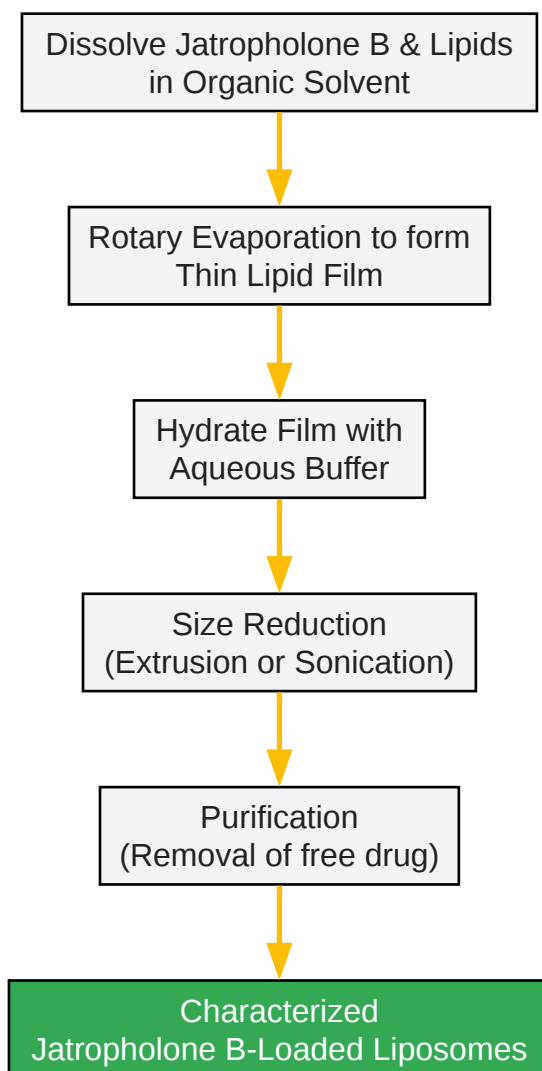 Dissolve Jatropholone B & Lipids
in Organic Solvent
Rotary Evaporation to form
Thin Lipid Film
Hydrate Film with
Aqueous Buffer
Size Reduction
(Extrusion or Sonication)
Purification
(Removal of free drug)
Characterized
Jatropholone B-Loaded Liposomes